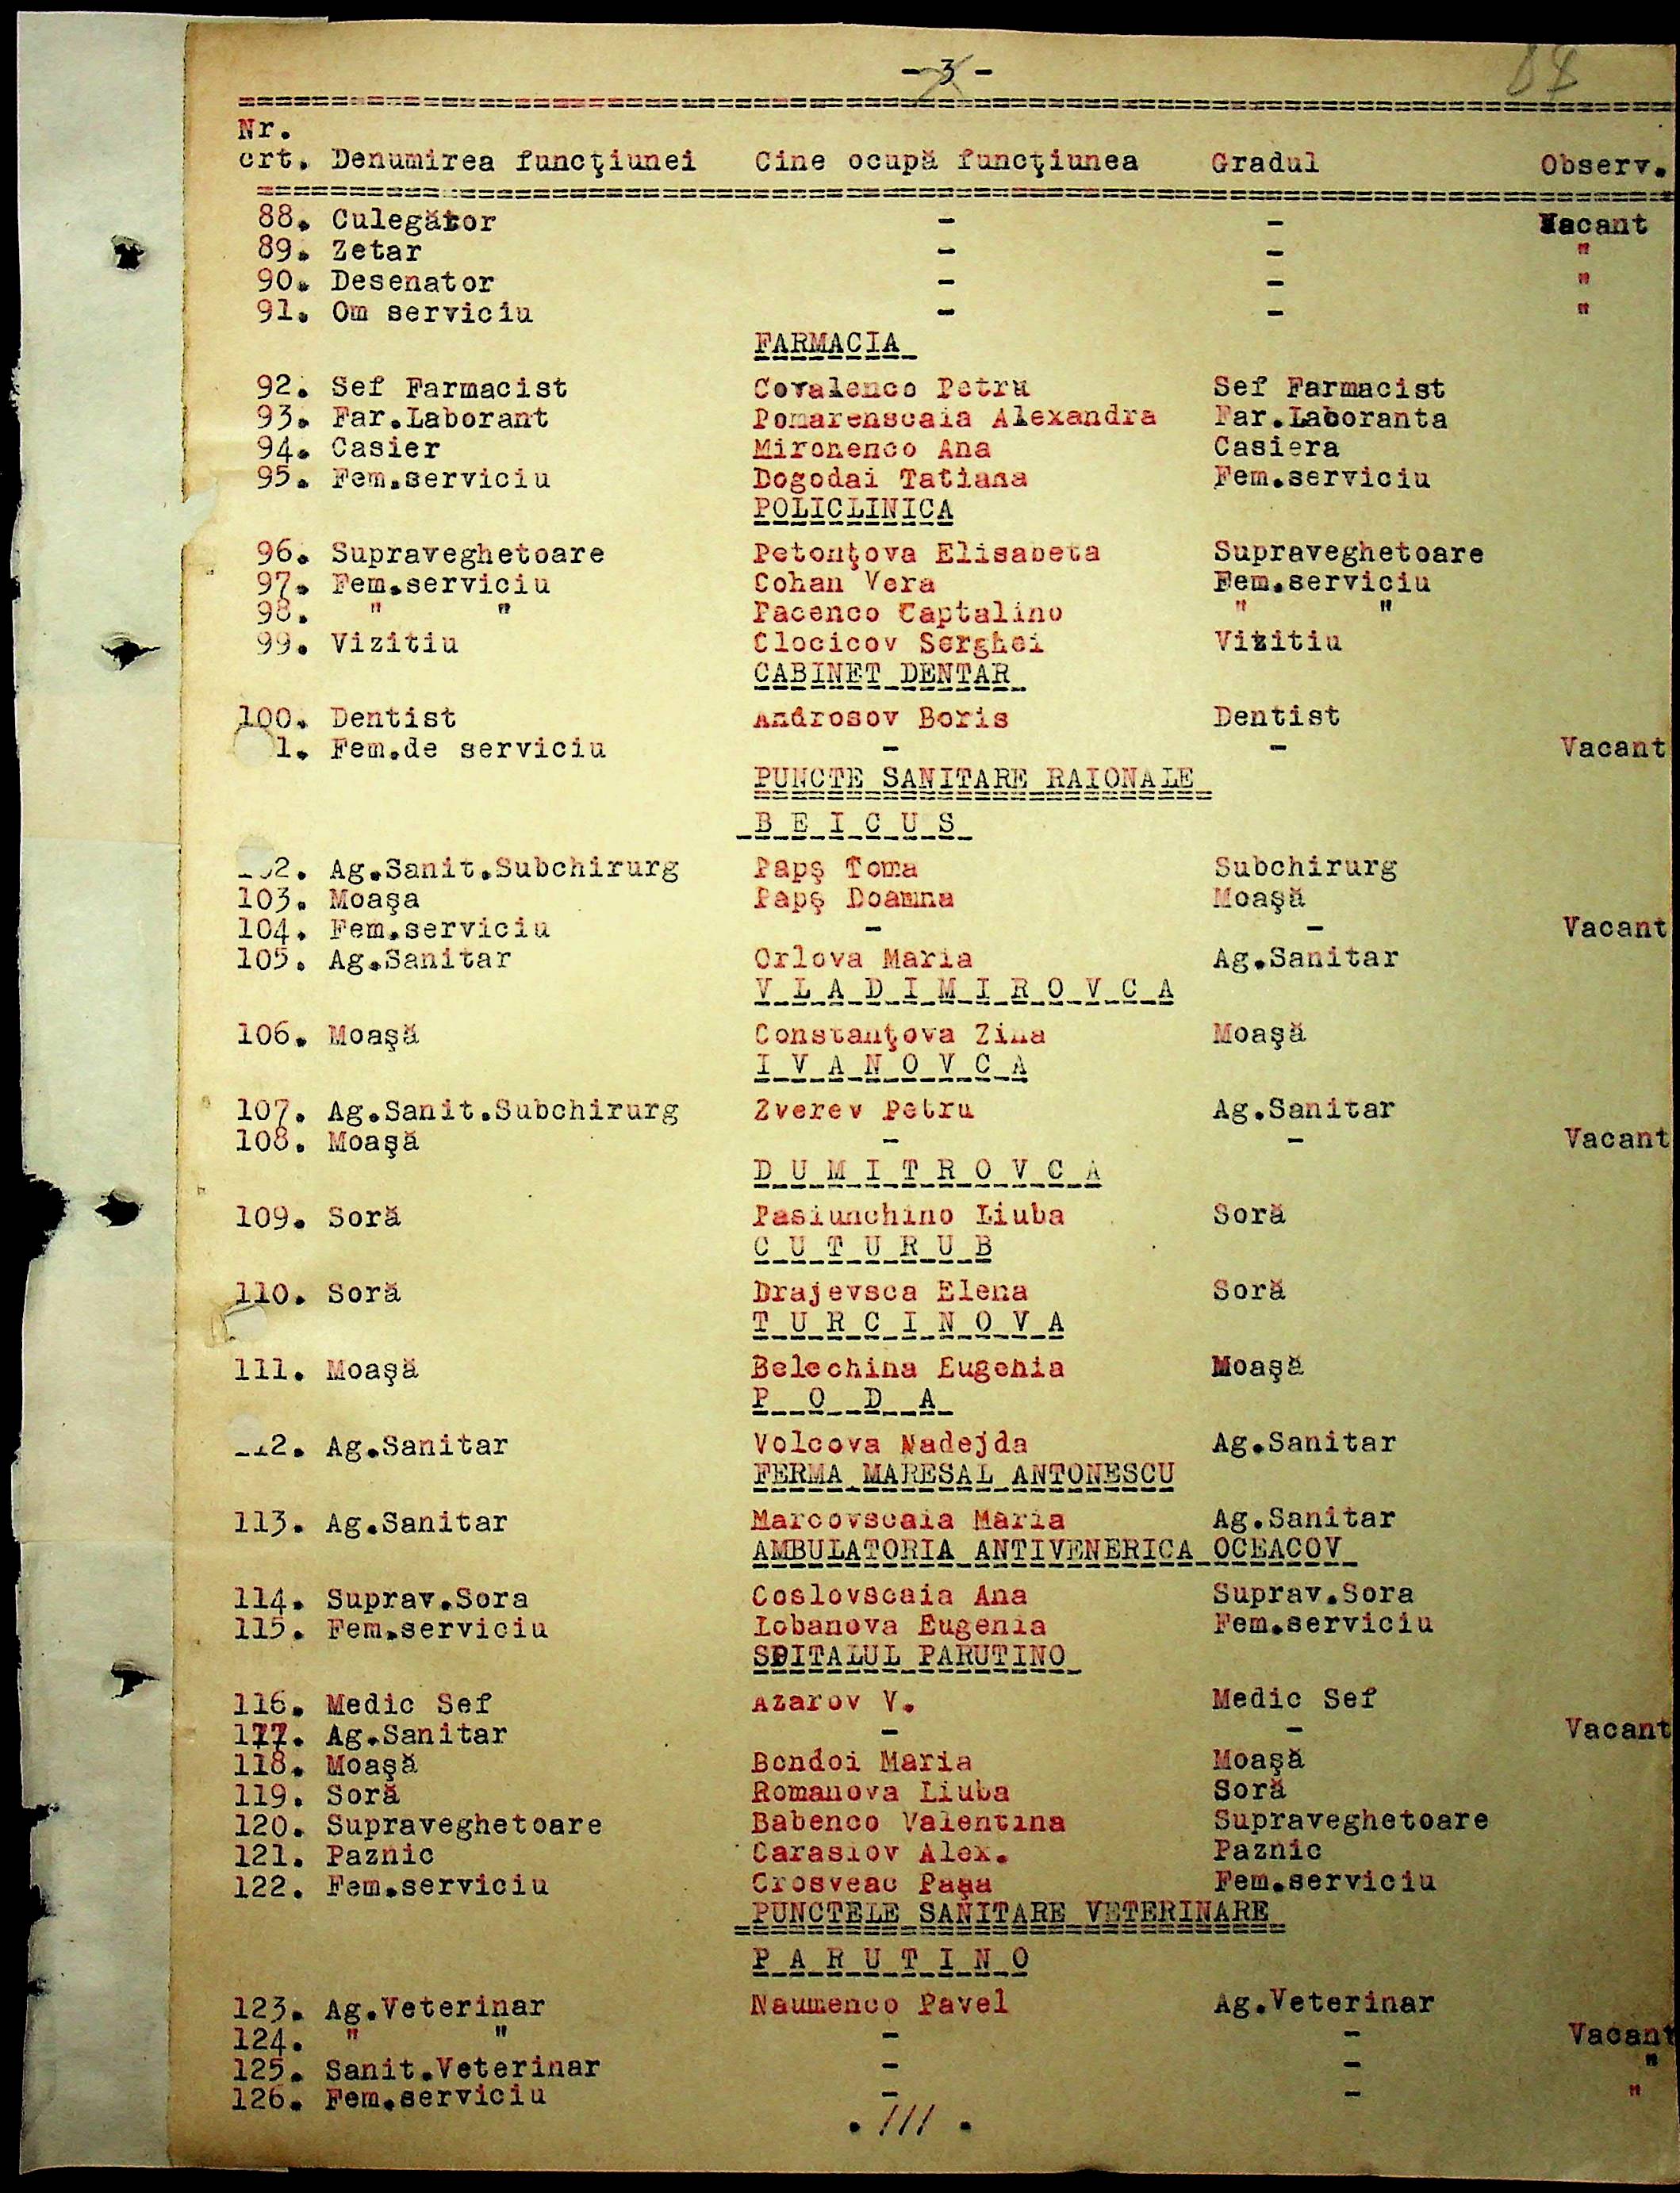 - 3 -
87
Nr.
crt. Denumirea funcţiunei Cine ocupă funcţiunea Gradul Observ.
88. Culegător - - Vacant
89. Zetar - - "
90. Desenator - - "
91. Om serviciu - - "
FARMACIA
92. Sef Farmacist Covalenco Petru Sef Farmacist
93. Far.Laborant Pomarenscaia Alexandra Far.Laboranta
94. Casier Mironenco Ana Casiera
95. Fem.serviciu Dogodai Tatiana Fem.serviciu
POLICLINICA
96. Supraveghetoare Petonţova Elisabeta Supraveghetoare
97. Fem.serviciu Cohan Vera Fem.serviciu
98. " " Pacenco Captalino " "
99. Vizitiu Clocicov Serghei Vizitiu
CABINET DENTAR
100. Dentist Androsov Boris Dentist
1. Fem.de serviciu - - Vacant
PUNCTE SANITARE RAIONALE
B E I C U S
02. Ag.Sanit.Subchirurg Papş Toma Subchirurg
103. Moaşa Papş Doamna Moaşă
104. Fem.serviciu - - Vacant
105. Ag.Sanitar Orlova Maria Ag.Sanitar
V L A D I M I R O V C A
106. Moaşă Constanţova Zina Moaşă
I V A N O V C A
107. Ag.Sanit.Subchirurg Zverev Petru Ag.Sanitar
108. Moaşă - - Vacant
D U M I T R O V C A
109. Soră Pasiunchino Liuba Soră
C U T U R U B
110. Soră Drajevsca Elena Soră
T U R C I N O V A
111. Moaşă Belechina Eugenia Moaşă
P O D A
112. Ag.Sanitar Volcova Nadejda Ag.Sanitar
FERMA MARESAL ANTONESCU
113. Ag.Sanitar Marcovscaia Maria Ag.Sanitar
AMBULATORIA ANTIVENERICA OCEACOV
114. Suprav.Sora Coslovscaia Ana Suprav.Sora
115. Fem.serviciu Lobanova Eugenia Fem.serviciu
SPITALUL PARUTINO
116. Medic Sef Azarov V. Medic Sef
117. Ag.Sanitar - - Vacant
118. Moaşă Bondoi Maria Moaşă
119. Soră Romanova Liuba Soră
120. Supraveghetoare Babenco Valentina Supraveghetoare
121. Paznic Carasiov Alex. Paznic
122. Fem.serviciu Crosveac Paşa Fem.serviciu
PUNCTELE SANITARE VETERINARE
P A R U T I N O
123. Ag.Veterinar Naumenco Pavel Ag.Veterinar
124. " " - - Vacant
125. Sanit.Veterinar - - "
126. Fem.serviciu - - "
. /// .